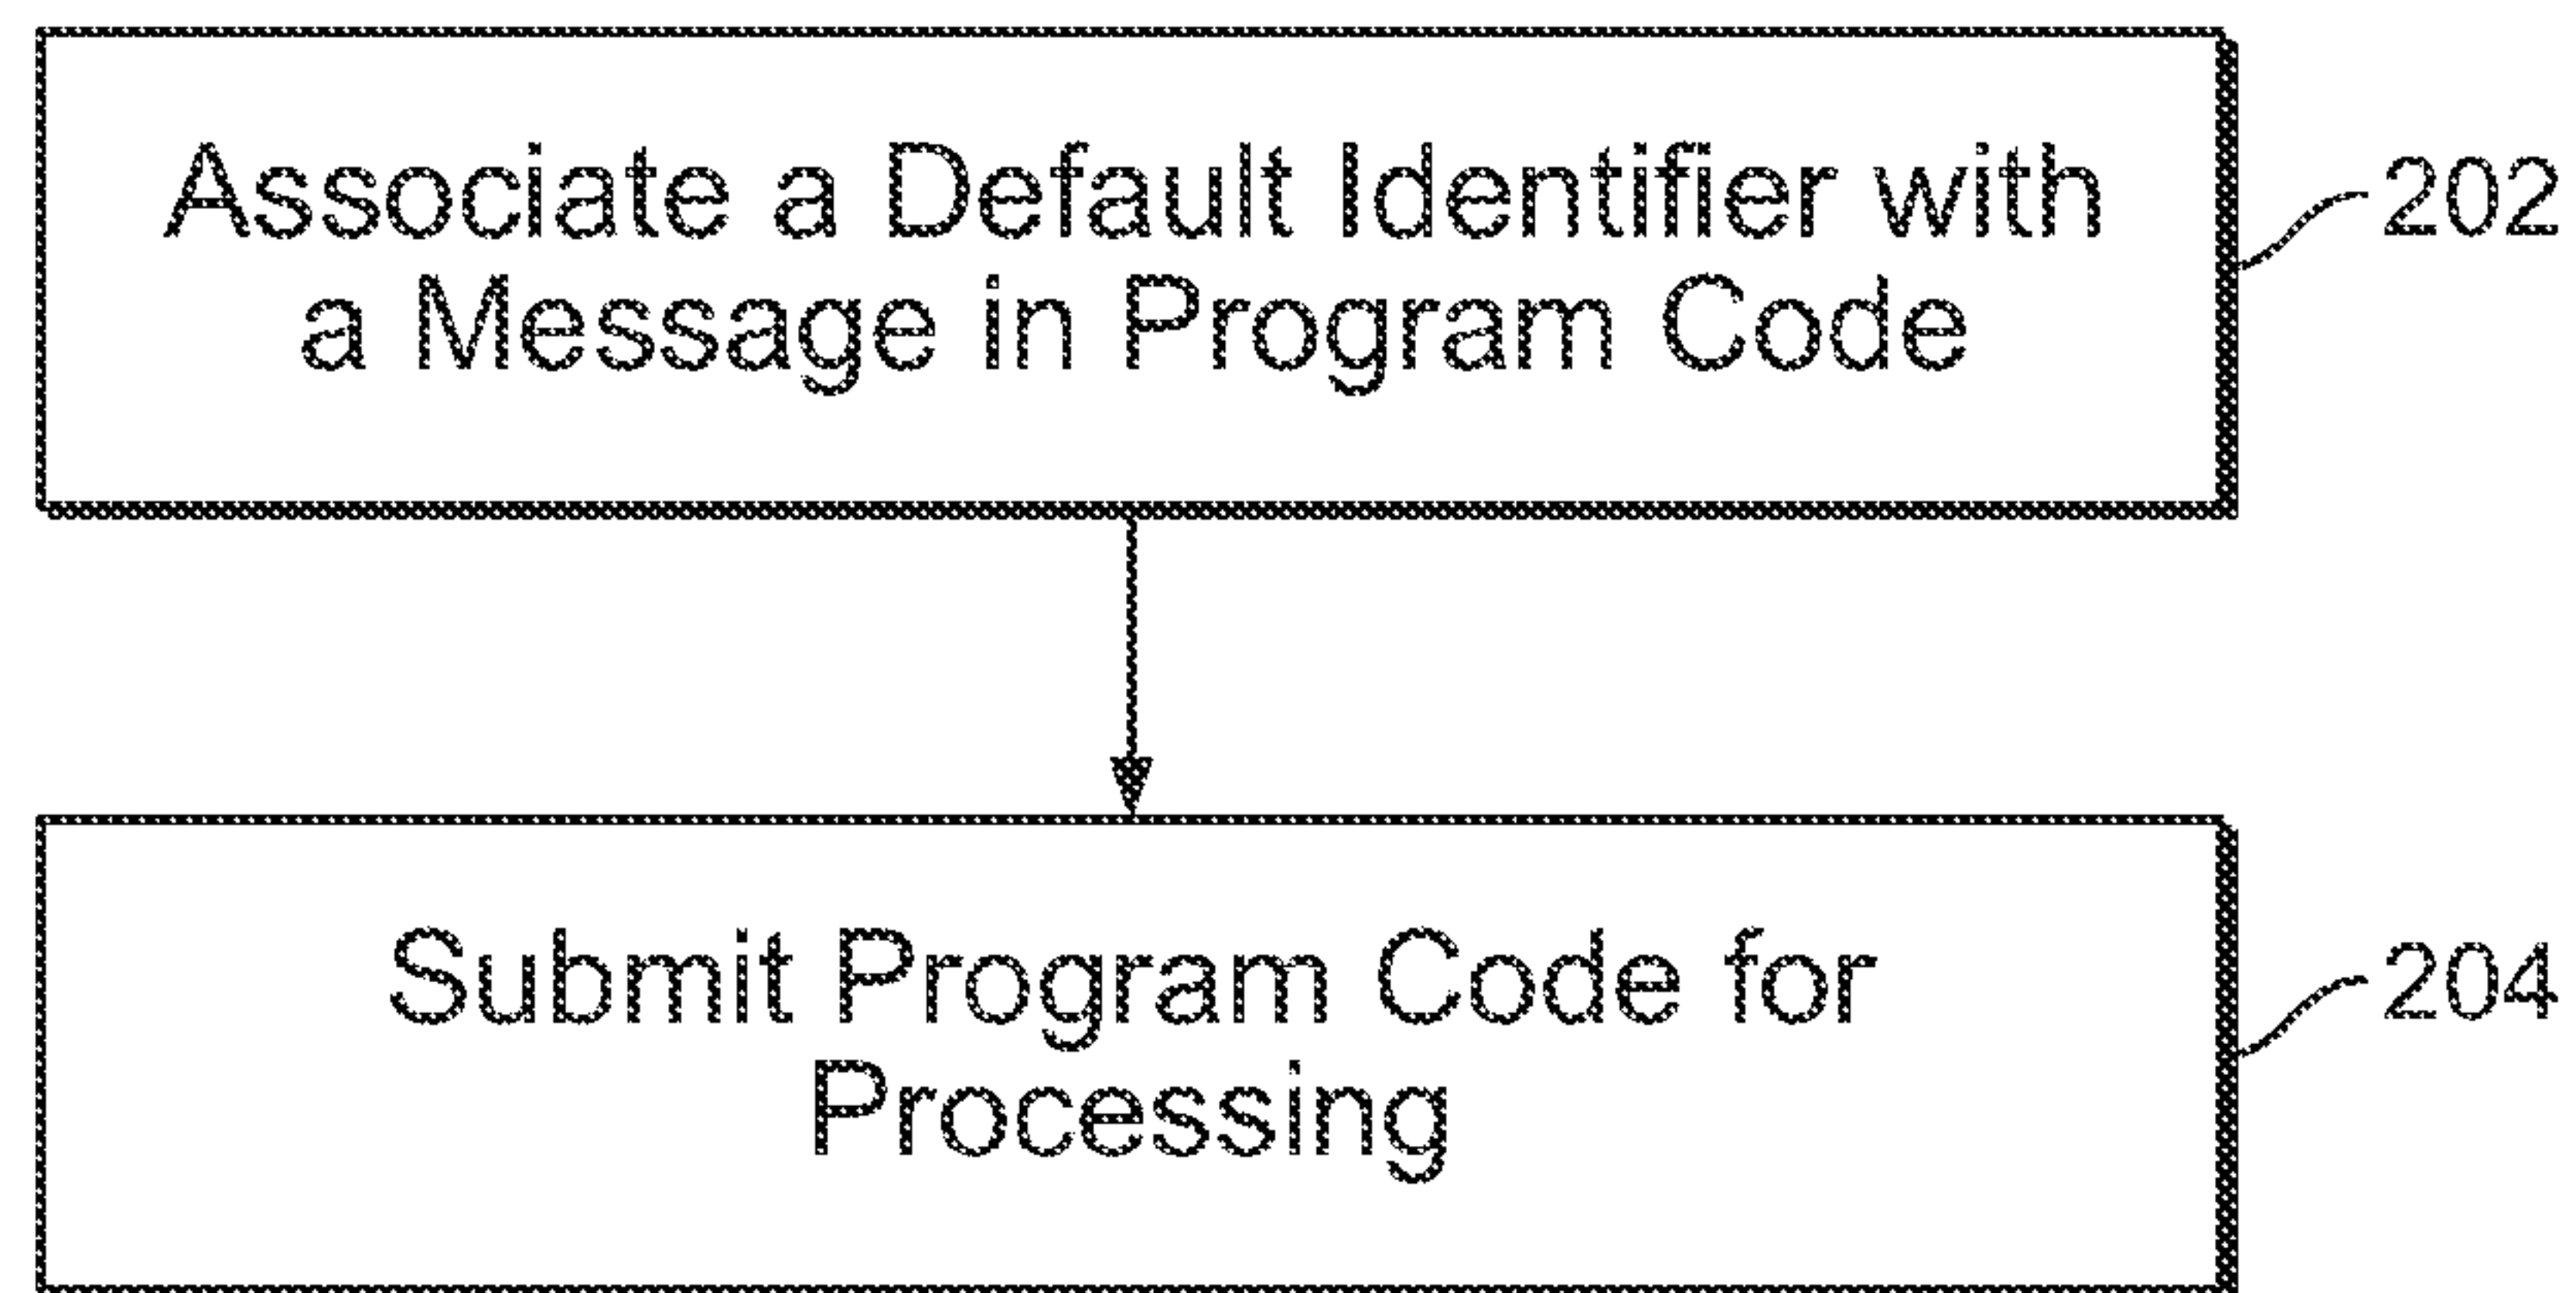 Associate a Default Identifier with
a Message in Program Code
202
Submit Program Code for
Processing
204